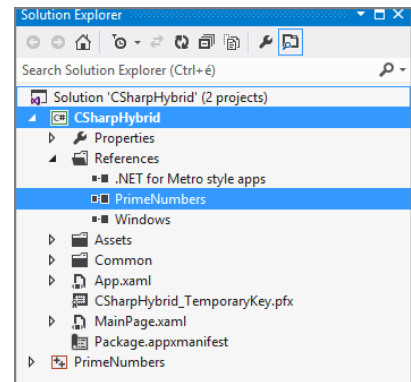 Solution Explorer
Search Solution Explorer (Ctrl+é)
Solution 'CSharpHybrid' (2 projects)
C# CSharpHybrid
Properties
References
.NET for Metro style apps
PrimeNumbers
Windows
Assets
Common
App.xaml
CSharpHybrid_TemporaryKey.pfx
MainPage.xaml
Package.appxmanifest
PrimeNumbers